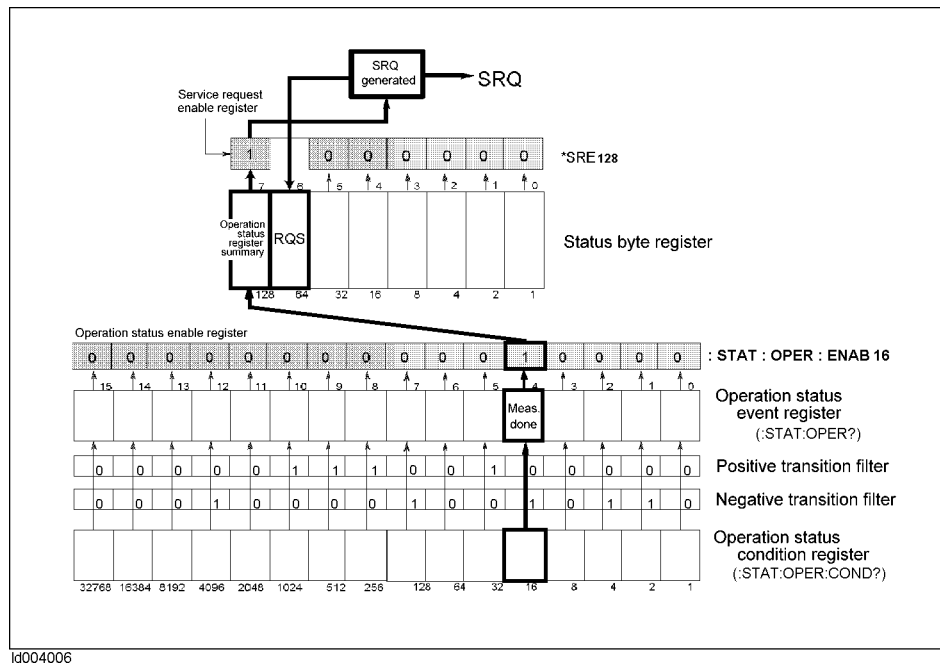 SRQ
generated
SRQ
Service request
enable register
1 0 0 0 0 0 0
*SRE128
7 6 5 4 3 2 1 0
Operation
status
register
summary
RQS
Status byte register
128 64 32 16 8 4 2 1
Operation status enable register
0 0 0 0 0 0 0 0 0 0 0 1 0 0 0 0
: STAT : OPER : ENAB 16
15 14 13 12 11 10 9 8 7 6 5 4 3 2 1 0
Meas.
done
Operation status
event register
(:STAT:OPER?)
0 0 0 0 0 1 1 1 0 0 1 0 0 0 0 0
Positive transition filter
0 0 0 1 0 0 0 0 1 0 0 1 0 1 1 0
Negative transition filter
Operation status
condition register
(:STAT:OPER:COND?)
32768 16384 8192 4096 2048 1024 512 256 128 64 32 16 8 4 2 1
ld004006